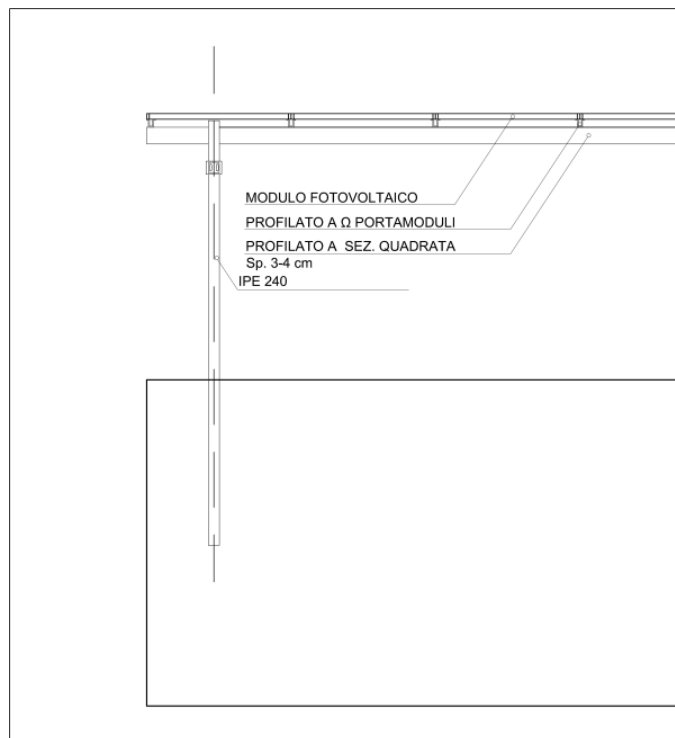 MODULO FOTOVOLTAICO
PROFILATO A Ω PORTAMODULI
PROFILATO A SEZ. QUADRATA
Sp. 3-4 cm
IPE 240